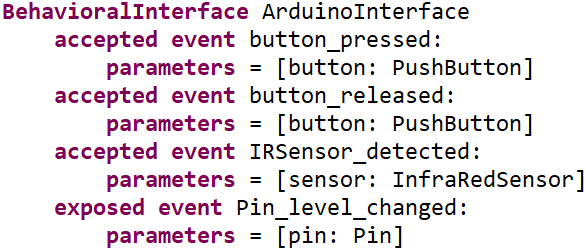 BehavioralInterface ArduinoInterface
    accepted event button_pressed:
        parameters = [button: PushButton]
    accepted event button_released:
        parameters = [button: PushButton]
    accepted event IRSensor_detected:
        parameters = [sensor: InfraRedSensor]
    exposed event Pin_level_changed:
        parameters = [pin: Pin]